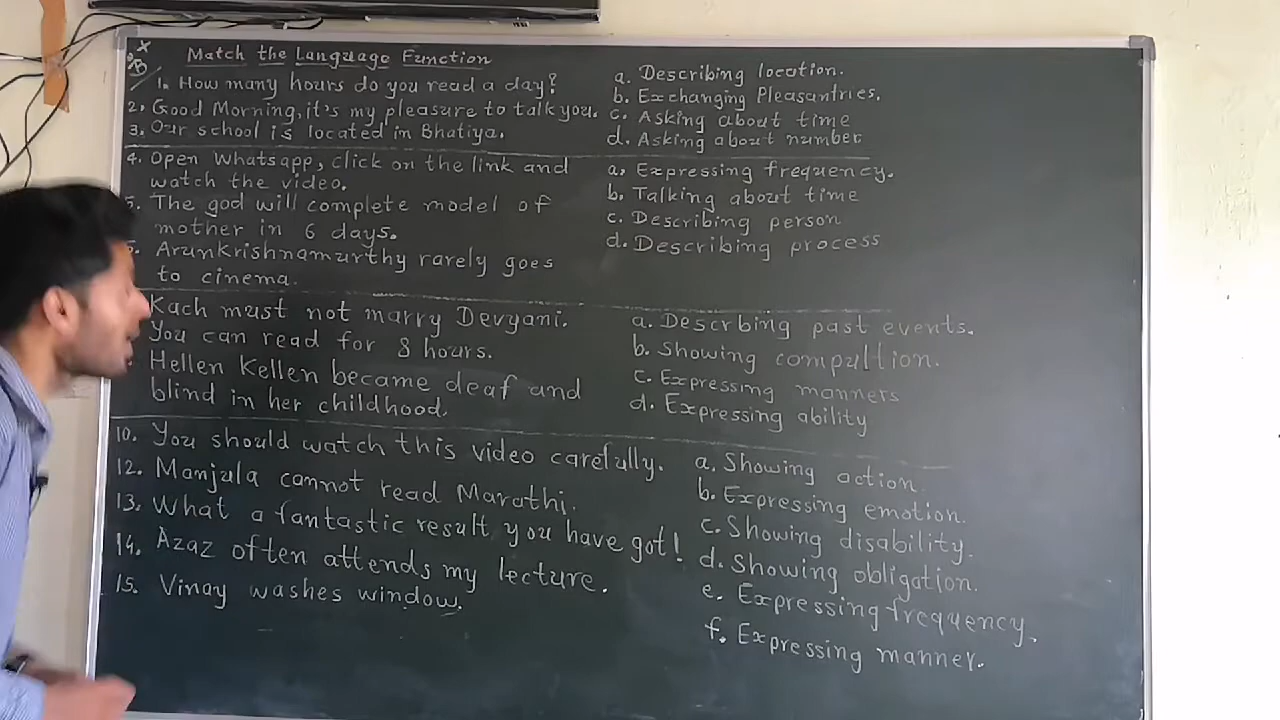 Match the Language Function
1. How many hours do you read a day?
2. Good Morning, it's my pleasure to talk you.
3. Our school is located in Bhatiya.
a. Describing location.
b. Exchanging Pleasantries.
c. Asking about time
d. Asking about number
4. Open Whatsapp, click on the link and
watch the video.
5. The god will complete model of
mother in 6 days.
6. Arunkrishnamurthy rarely goes
to cinema.
a. Expressing frequency.
b. Talking about time
c. Describing person
d. Describing process
Kach must not marry Devyani.
You can read for 8 hours.
Hellen Kellen became deaf and
blind in her childhood.
a. Descrbing past events.
b. Showing compultion.
c. Expressing manners
d. Expressing ability
10. You should watch this video carefully.
12. Manjula cannot read Marathi.
13. What a fantastic result you have got!
14. Azaz often attends my lecture.
15. Vinay washes window.
a. Showing action.
b. Expressing emotion.
c. Showing disability.
d. Showing obligation.
e. Expressing frequency.
f. Expressing manner.